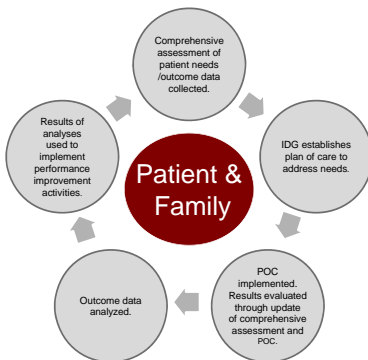 Comprehensive
assessment of
patient needs
/outcome data
collected.
IDG establishes
plan of care to
address needs.
POC
implemented.
Results evaluated
through update
of comprehensive
assessment and
POC.
Outcome data
analyzed.
Results of
analyses
used to
implement
performance
improvement
activities.
Patient &
Family